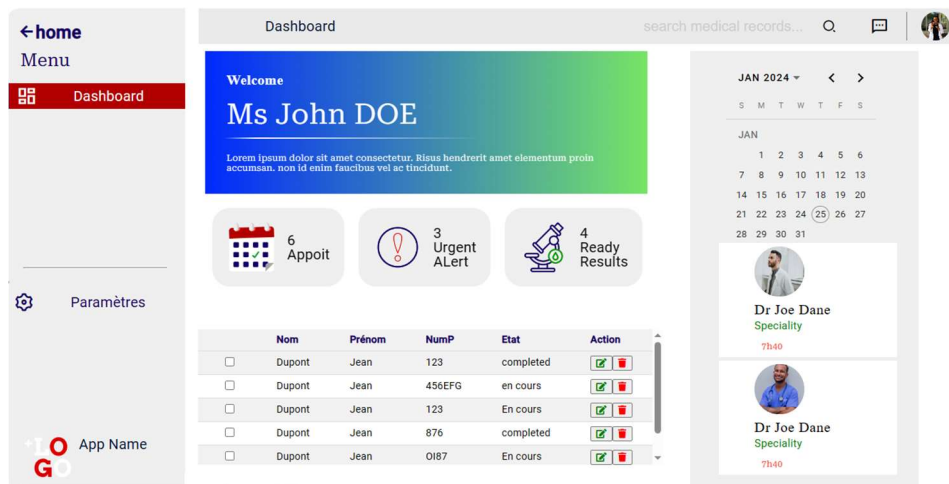 home
Menu
Dashboard
Paramètres
+LO
GO
App Name
Dashboard
search medical records...
Welcome
Ms John DOE
Lorem ipsum dolor sit amet consectetur. Risus hendrerit amet elementum proin
accumsan. non id enim faucibus vel ac tincidunt.
6
Appoit
3
Urgent
ALert
4
Ready
Results
Nom Prénom NumP Etat Action
Dupont Jean 123 completed
Dupont Jean 456EFG en cours
Dupont Jean 123 En cours
Dupont Jean 876 completed
Dupont Jean OI87 En cours
JAN 2024
S M T W T F S
JAN
1 2 3 4 5 6
7 8 9 10 11 12 13
14 15 16 17 18 19 20
21 22 23 24 25 26 27
28 29 30 31
Dr Joe Dane
Speciality
7h40
Dr Joe Dane
Speciality
7h40